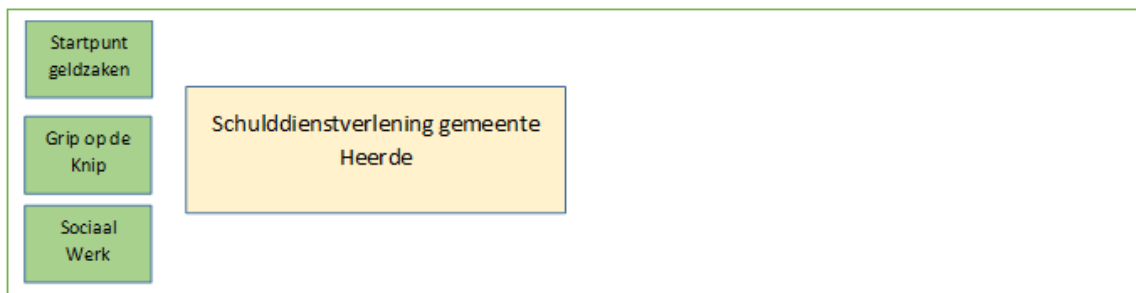 Startpunt
geldzaken
Grip op de
Knip
Sociaal
Werk
Schulddienstverlening gemeente
Heerde